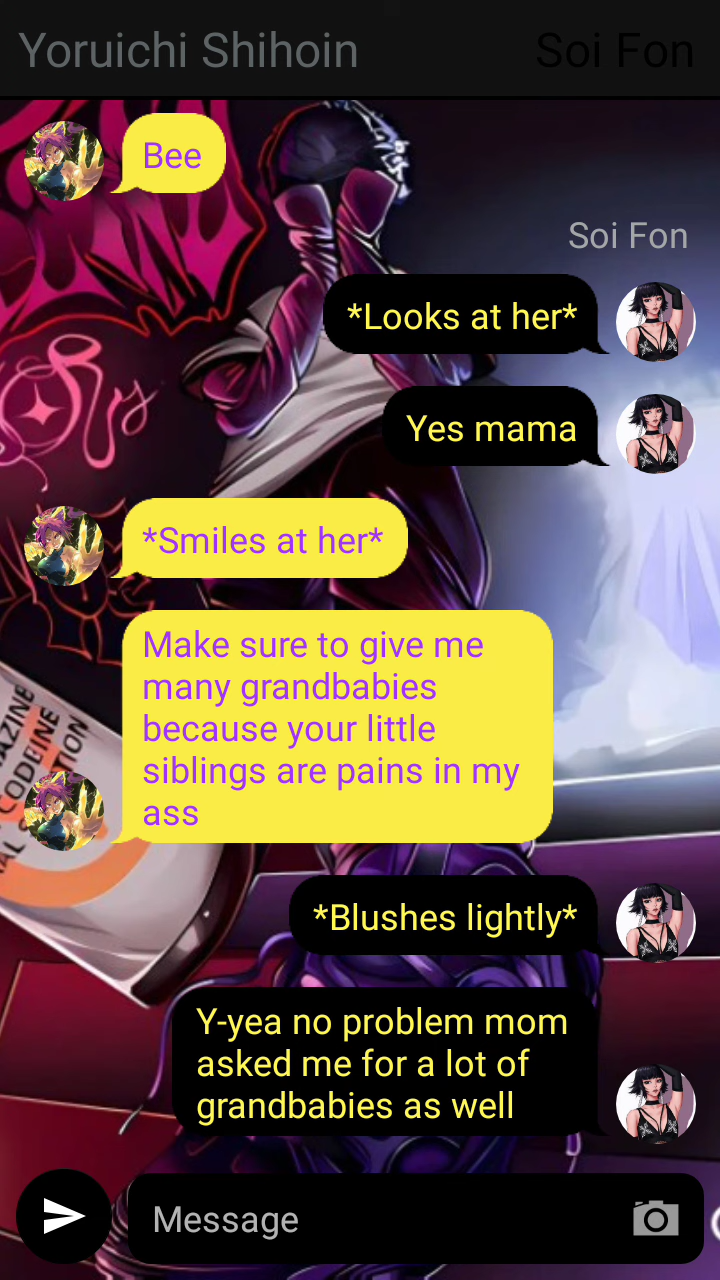 Yoruichi Shihoin
Soi Fon
Bee
Soi Fon
*Looks at her*
Yes mama
*Smiles at her*
Make sure to give me
many grandbabies
because your little
siblings are pains in my
ass
CODEINE
*Blushes lightly*
Y-yea no problem mom
asked me for a lot of
grandbabies as well
Message